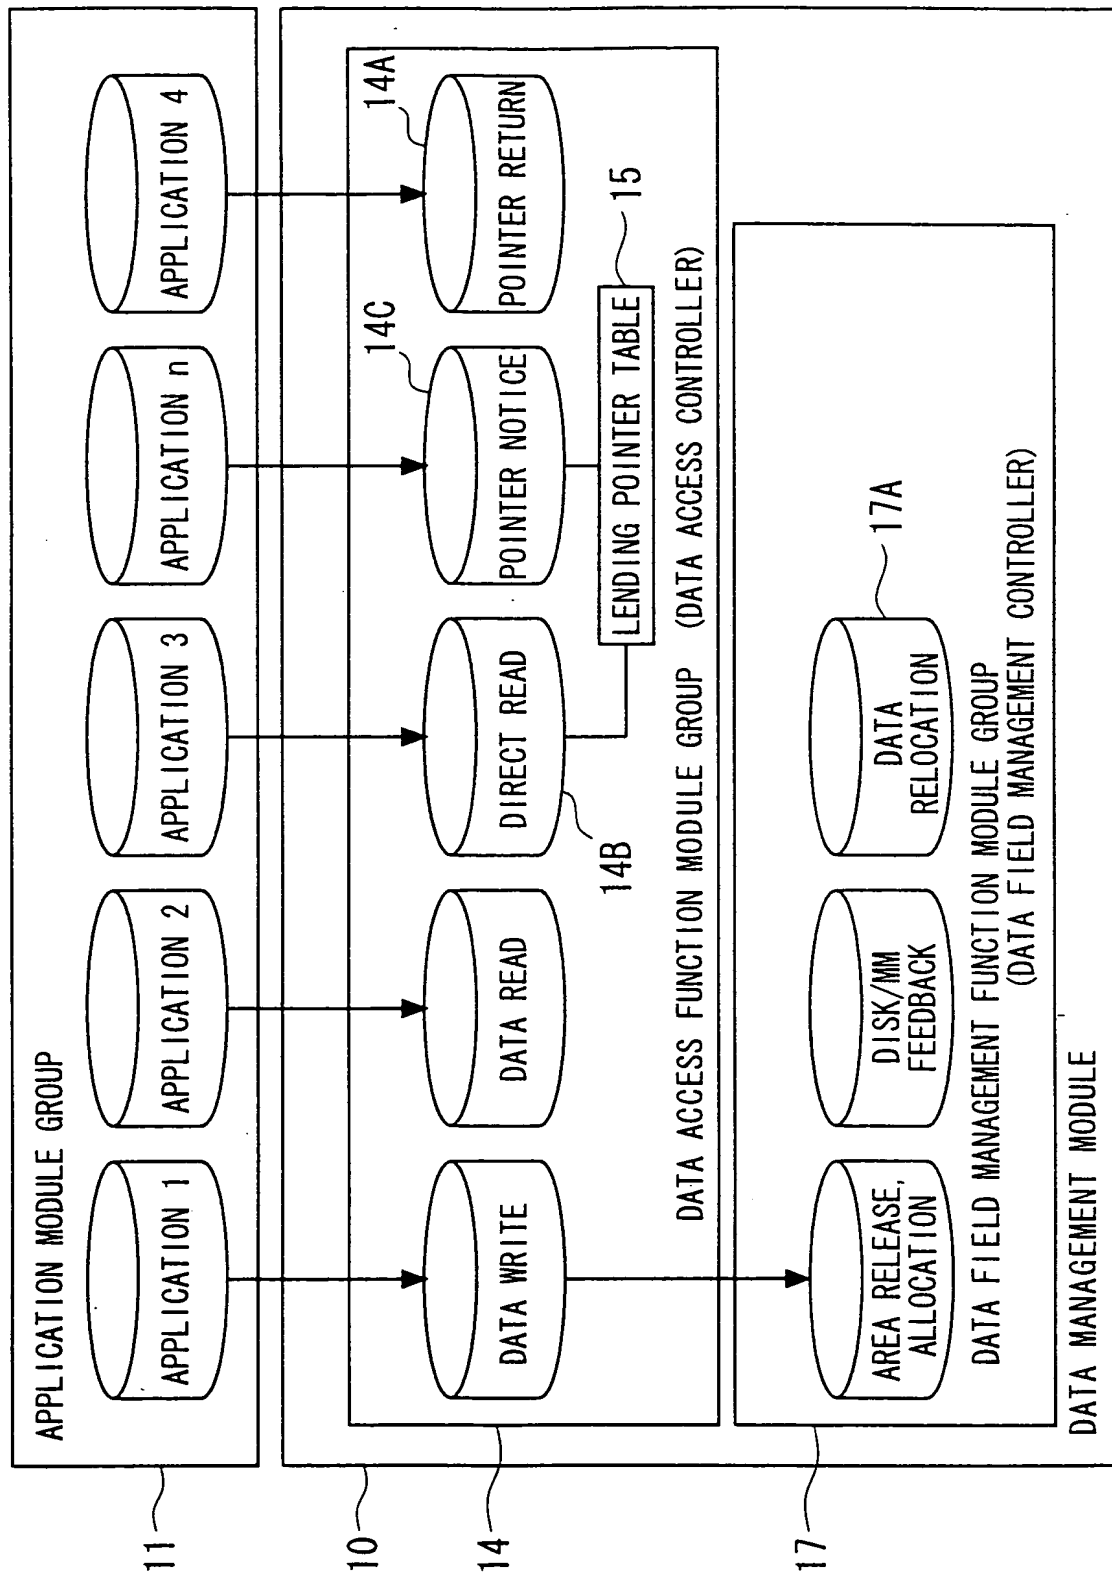 APPLICATION MODULE GROUP
11
APPLICATION 1
APPLICATION 2
APPLICATION 3
APPLICATION n
APPLICATION 4
10
14
DATA WRITE
DATA READ
DIRECT READ
14B
POINTER NOTICE
14C
POINTER RETURN
14A
LENDING POINTER TABLE
15
DATA ACCESS FUNCTION MODULE GROUP (DATA ACCESS CONTROLLER)
17
AREA RELEASE,
ALLOCATION
DISK/MM
FEEDBACK
DATA
RELOCATION
17A
DATA FIELD MANAGEMENT FUNCTION MODULE GROUP
(DATA FIELD MANAGEMENT CONTROLLER)
DATA MANAGEMENT MODULE